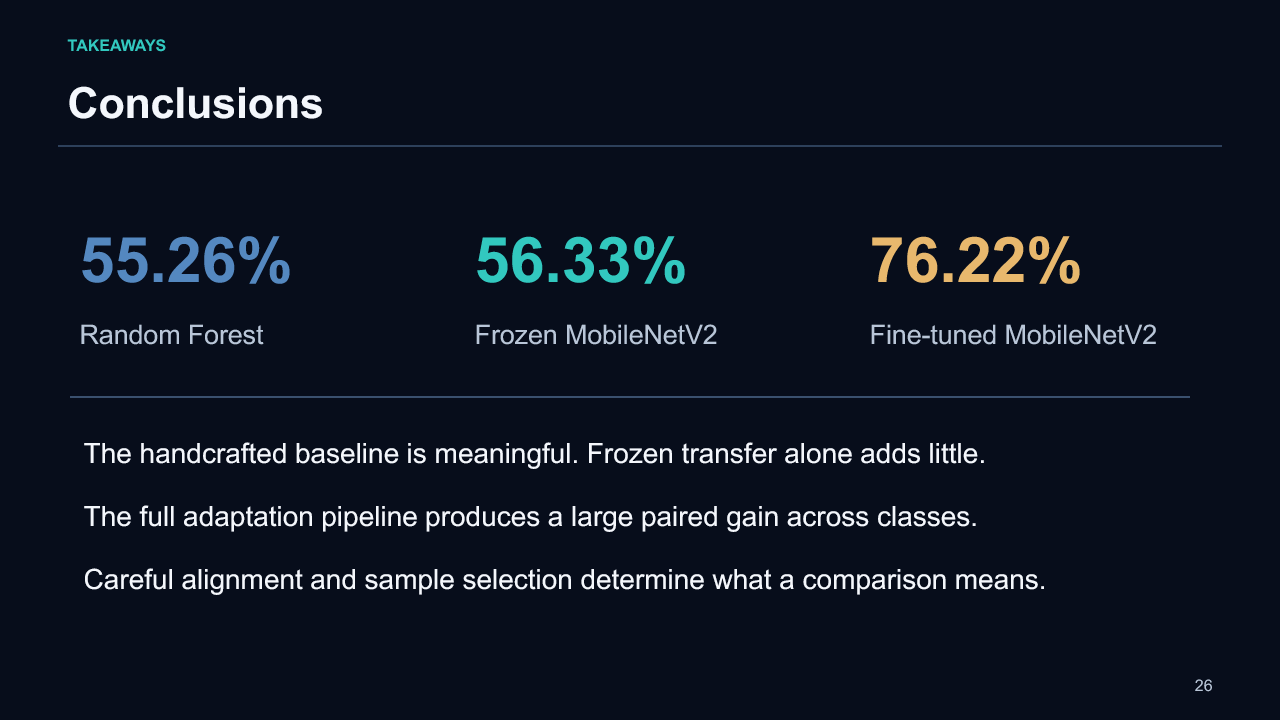 TAKEAWAYS
Conclusions
55.26%
56.33%
76.22%
Random Forest
Frozen MobileNetV2
Fine-tuned MobileNetV2
The handcrafted baseline is meaningful. Frozen transfer alone adds little.
The full adaptation pipeline produces a large paired gain across classes.
Careful alignment and sample selection determine what a comparison means.
26